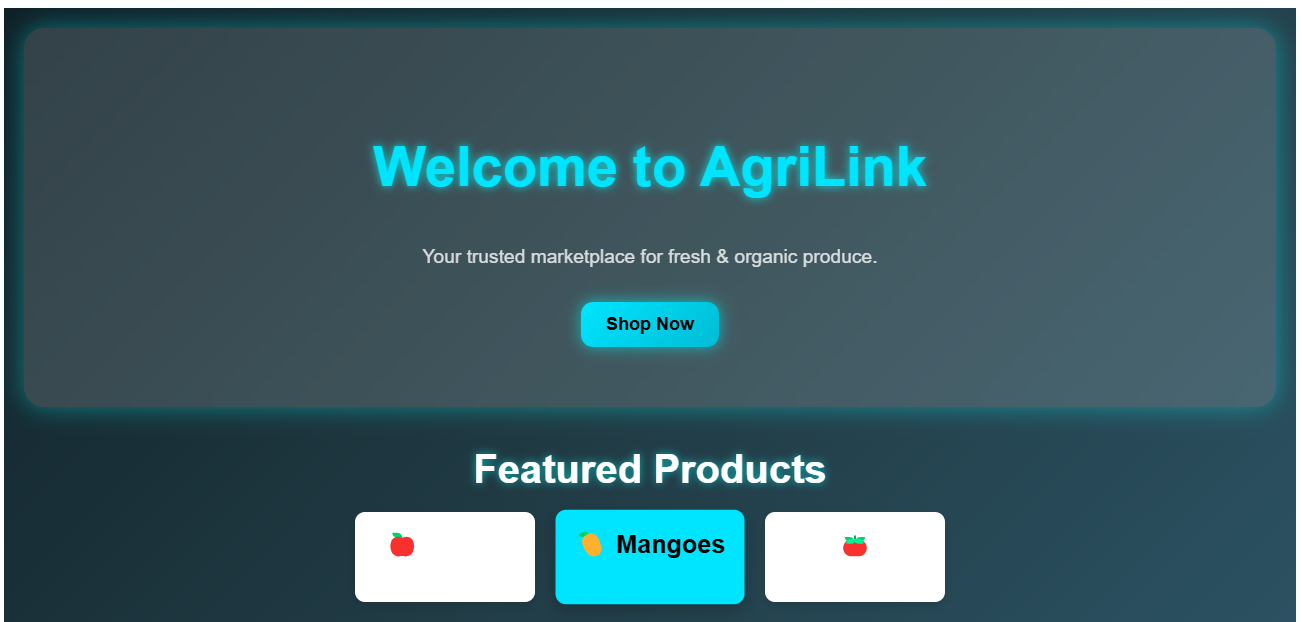 Welcome to AgriLink
Your trusted marketplace for fresh & organic produce.
Shop Now
Featured Products
Mangoes